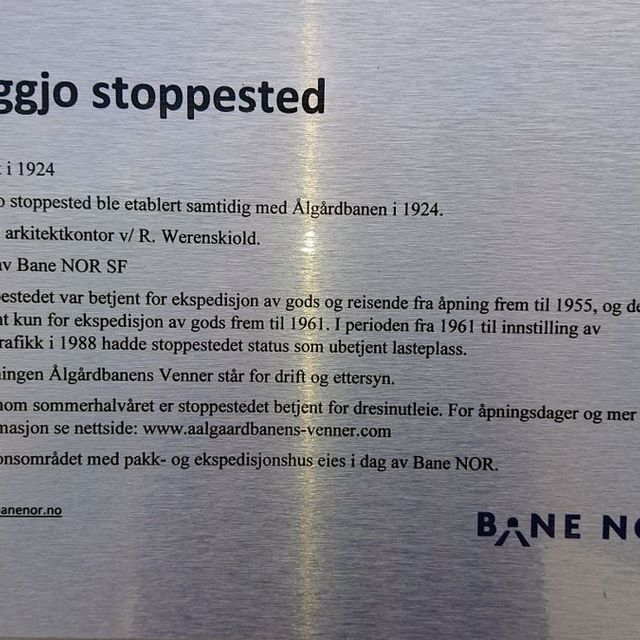 ggjo stoppested
t i 1924
o stoppested ble etablert samtidig med Ålgårdbanen i 1924.
arkitektkontor v/ R. Werenskiold.
av Bane NOR SF
pestedet var betjent for ekspedisjon av gods og reisende fra åpning frem til 1955, og de
nt kun for ekspedisjon av gods frem til 1961. I perioden fra 1961 til innstilling av
rafikk i 1988 hadde stoppestedet status som ubetjent lasteplass.
ningen Ålgårdbanens Venner står for drift og ettersyn.
nom sommerhalvåret er stoppestedet betjent for dresinutleie. For åpningsdager og mer
masjon se nettside: www.aalgaardbanens-venner.com
onsområdet med pakk- og ekspedisjonshus eies i dag av Bane NOR.
banenor.no
BANE NO